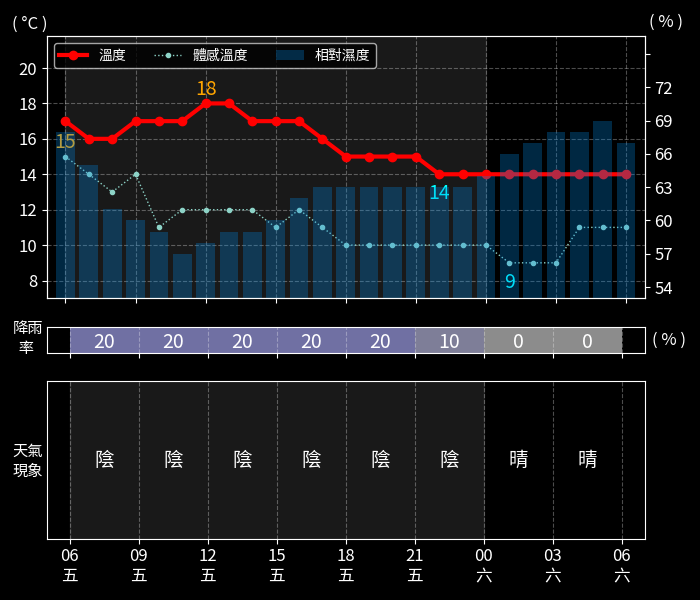 ( °C )
( % )
溫度
體感溫度
相對濕度
20
18
16
14
12
10
8
15
18
14
9
72
69
66
63
60
57
54
降雨
率
20 20 20 20 20 10 0 0
( % )
天氣
現象
陰 陰 陰 陰 陰 陰 晴 晴
06 09 12 15 18 21 00 03 06
五 五 五 五 五 五 六 六 六